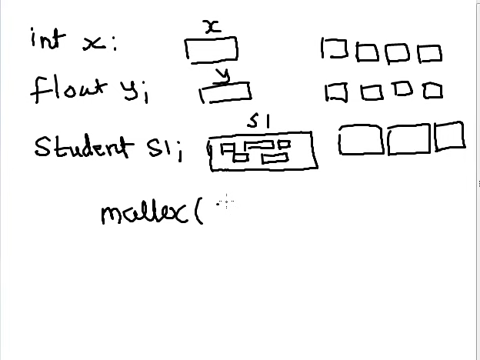 int x: x
float y; y
Student S1; S1
malloc(